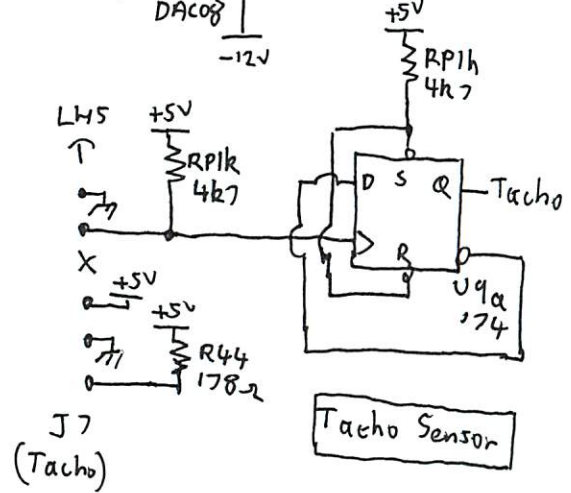 DAC08
-12V
+5V
RP1h
4k7
LH5
+5V
RP1k
4k7
D
S
Q
Tacho
R
U9a
'74
X
+5V
+5V
R44
178Ω
J7
(Tacho)
Tacho Sensor